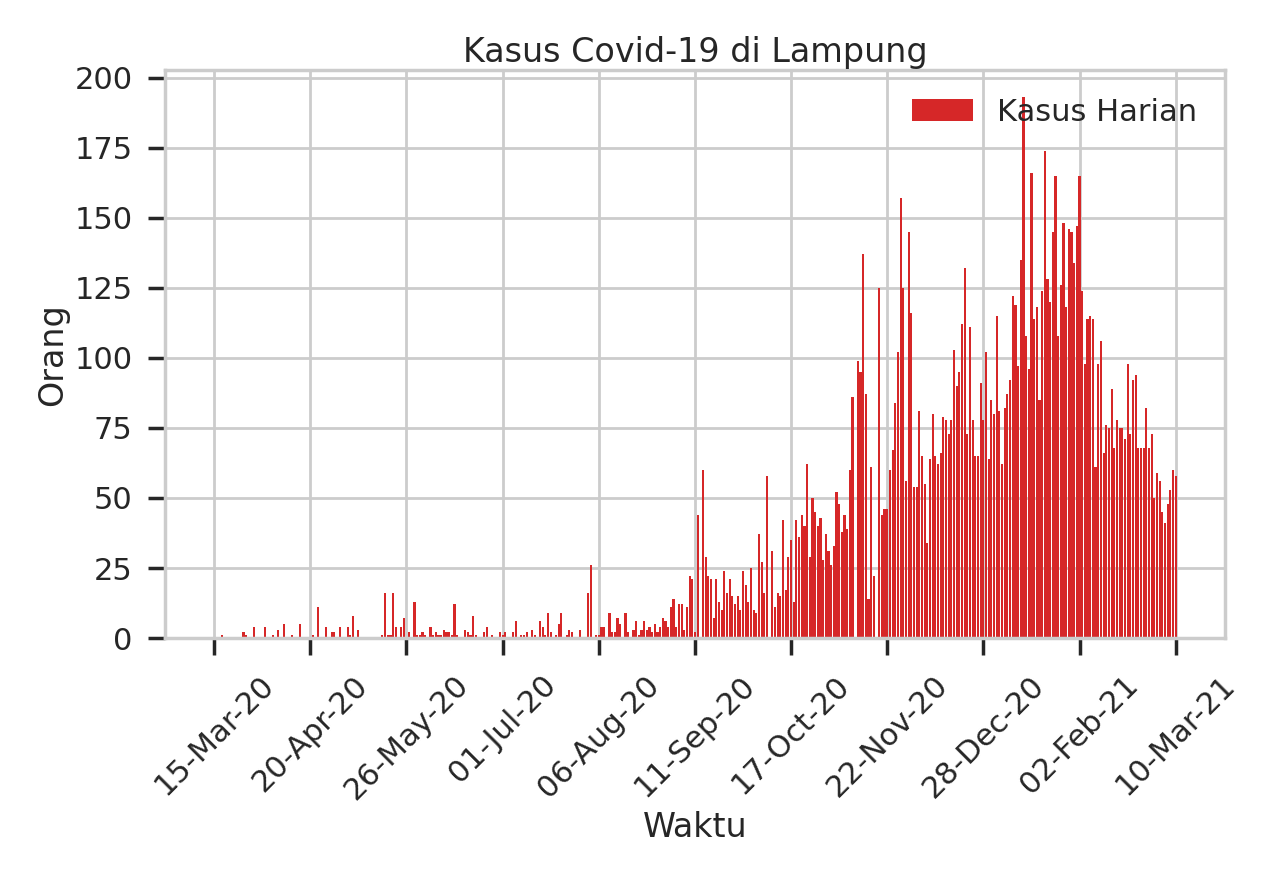 Kasus Covid-19 di Lampung
Kasus Harian
Orang
200
175
150
125
100
75
50
25
0
15-Mar-20
20-Apr-20
26-May-20
01-Jul-20
06-Aug-20
11-Sep-20
17-Oct-20
22-Nov-20
28-Dec-20
02-Feb-21
10-Mar-21
Waktu